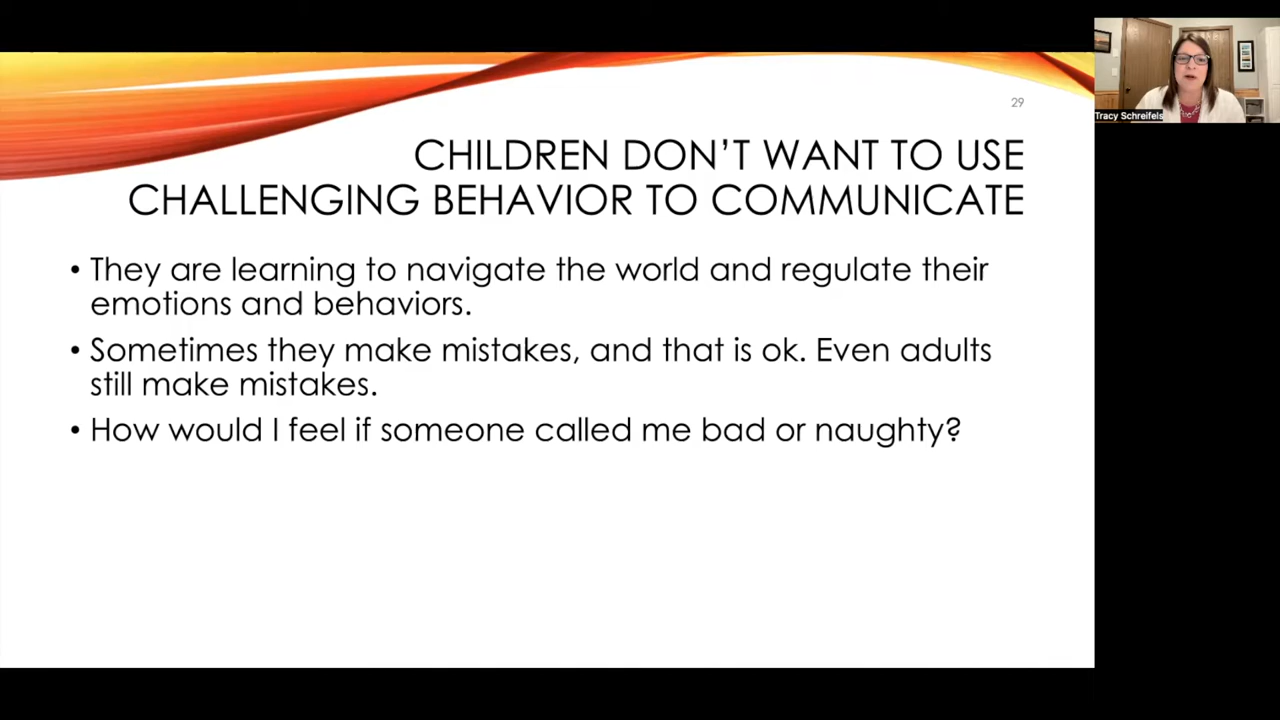 29
CHILDREN DON’T WANT TO USE
CHALLENGING BEHAVIOR TO COMMUNICATE
• They are learning to navigate the world and regulate their
emotions and behaviors.
• Sometimes they make mistakes, and that is ok. Even adults
still make mistakes.
• How would I feel if someone called me bad or naughty?
Tracy Schreifels